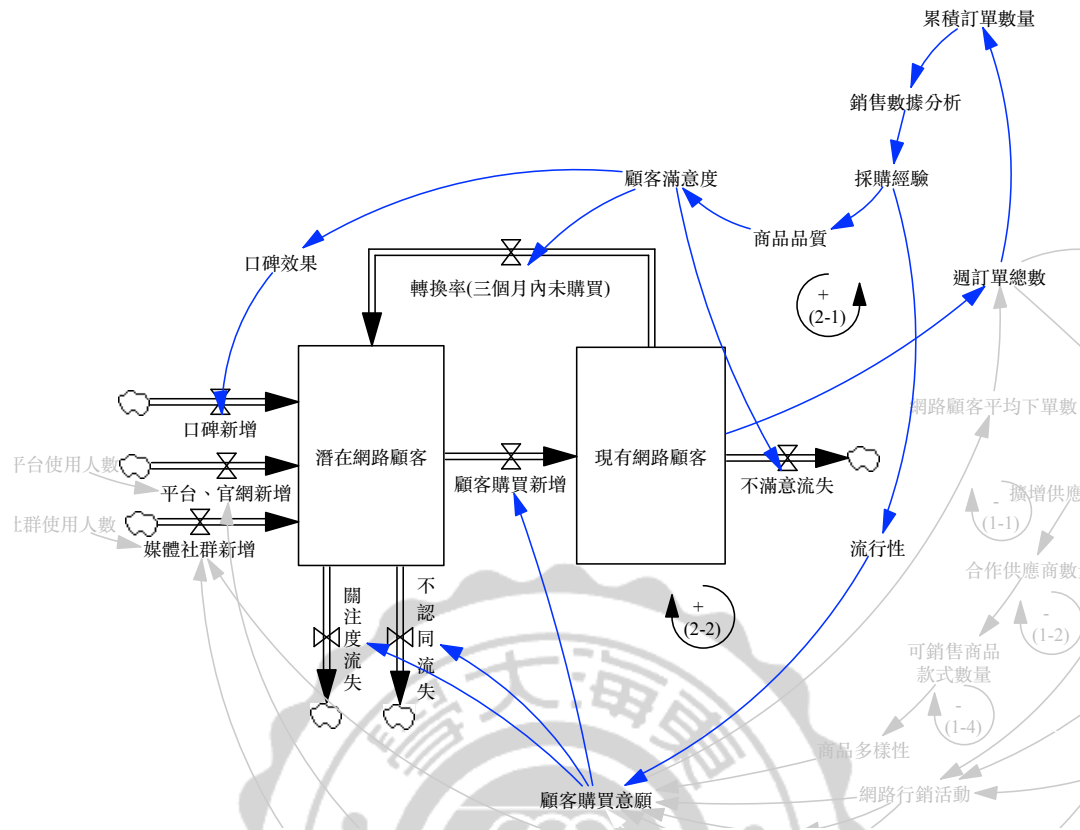 累積訂單數量
銷售數據分析
顧客滿意度
採購經驗
商品品質
口碑效果
轉換率(三個月內未購買)
週訂單總數
+
(2-1)
網路顧客平均下單數
口碑新增
潛在網路顧客
顧客購買新增
現有網路顧客
不滿意流失
平台使用人數
平台、官網新增
擴增供應
-
(1-1)
社群使用人數
媒體社群新增
流行性
合作供應商數
關注度流失
不認同流失
+
(2-2)
-
(1-2)
可銷售商品
款式數量
-
(1-4)
商品多樣性
顧客購買意願
網路行銷活動
東海大學